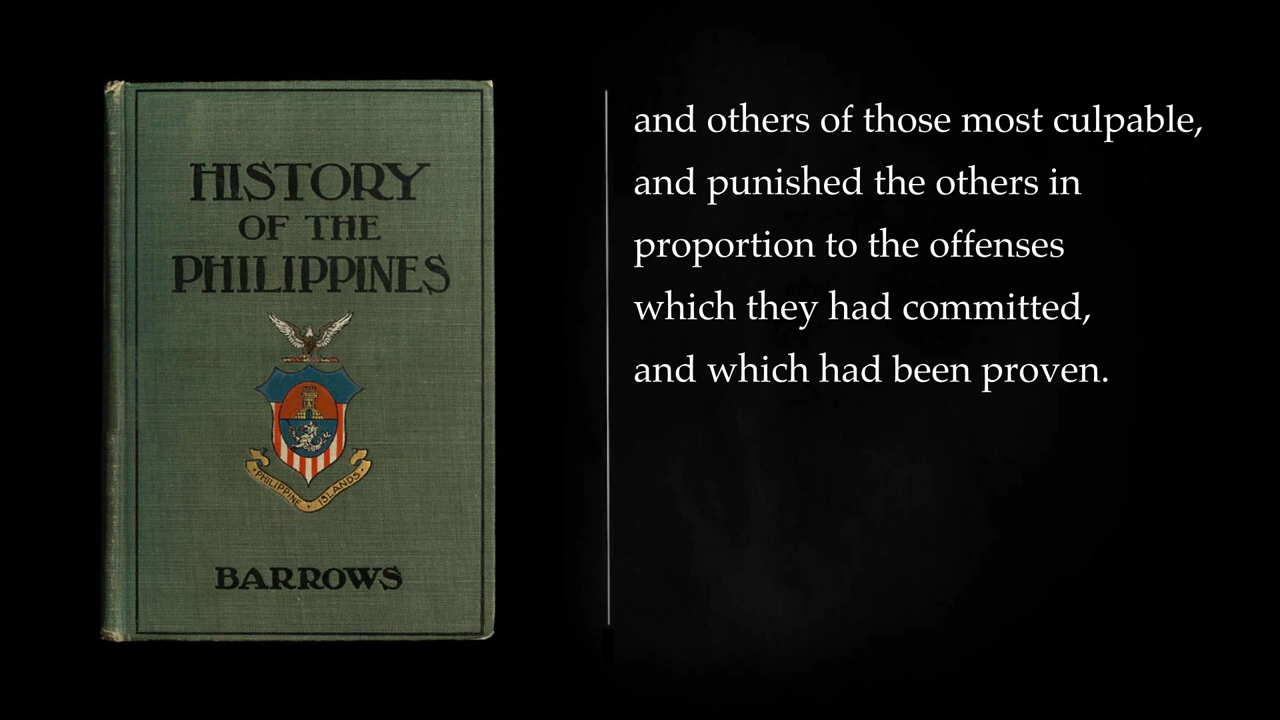 HISTORY
OF THE
PHILIPPINES
PHILIPPINE ISLANDS
BARROWS
and others of those most culpable,
and punished the others in
proportion to the offenses
which they had committed,
and which had been proven.